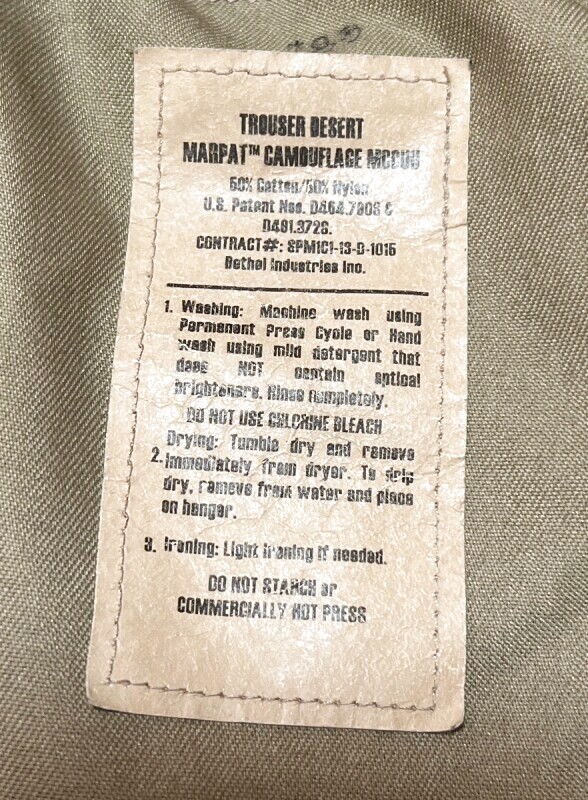 TROUSER DESERT
MARPAT™ CAMOUFLAGE MCCUU
50% Cotton/50% Nylon
U.S. Patent Nos. D464,7906 &
D491,3726.
CONTRACT#: SPM1C1-13-D-1015
Bethel Industries Inc.
1. Washing: Machine wash using
Permanent Press Cycle or Hand
wash using mild detergent that
does NOT contain optical
brighteners. Rinse completely.
DO NOT USE CHLORINE BLEACH
Drying: Tumble dry and remove
2. immediately from dryer. To drip
dry, remove from water and place
on hanger.
3. Ironing: Light ironing if needed.
DO NOT STARCH or
COMMERCIALLY HOT PRESS